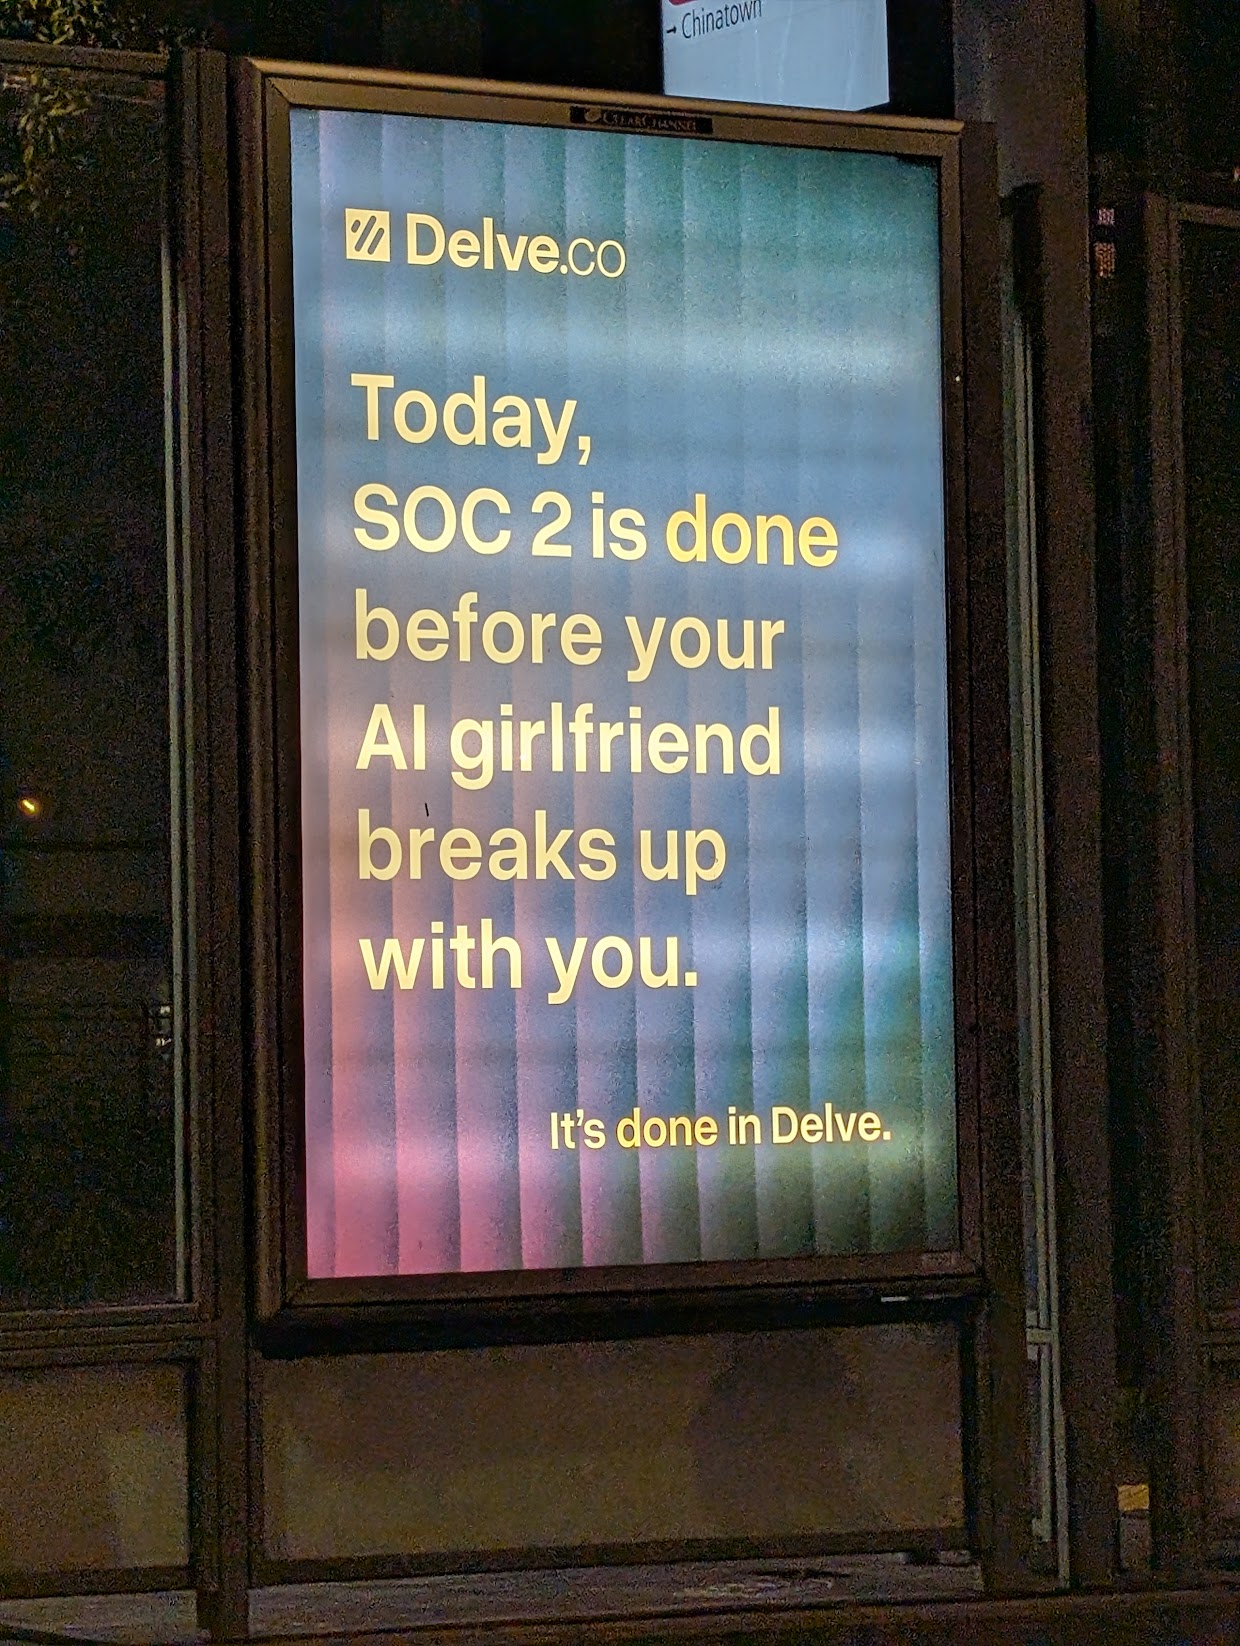 → Chinatown
CLEARCHANNEL
Delve.co
Today,
SOC 2 is done
before your
AI girlfriend
breaks up
with you.
It's done in Delve.